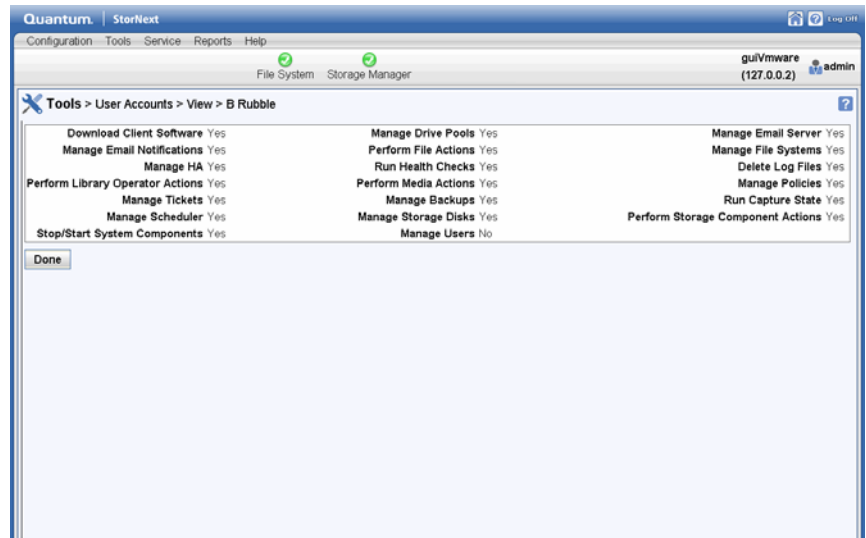 Quantum. StorNext Log Off
Configuration Tools Service Reports Help
File System Storage Manager
guiVmware
(127.0.0.2)
admin
Tools > User Accounts > View > B Rubble
Download Client Software Yes Manage Drive Pools Yes Manage Email Server Yes
Manage Email Notifications Yes Perform File Actions Yes Manage File Systems Yes
Manage HA Yes Run Health Checks Yes Delete Log Files Yes
Perform Library Operator Actions Yes Perform Media Actions Yes Manage Policies Yes
Manage Tickets Yes Manage Backups Yes Run Capture State Yes
Manage Scheduler Yes Manage Storage Disks Yes Perform Storage Component Actions Yes
Stop/Start System Components Yes Manage Users No
Done